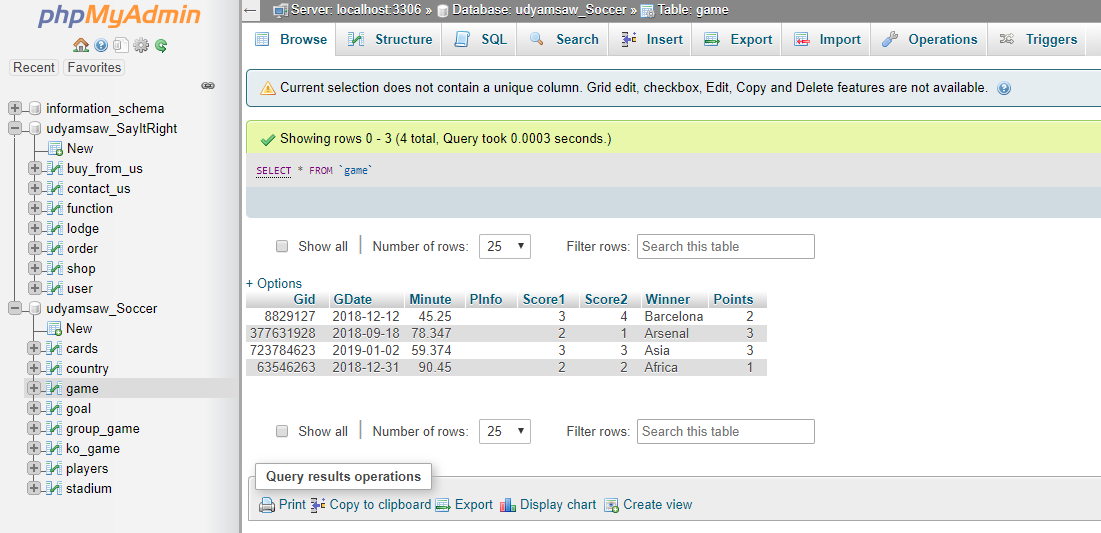 phpMyAdmin
Recent Favorites
information_schema
udyamsaw_SayItRight
New
buy_from_us
contact_us
function
lodge
order
shop
user
udyamsaw_Soccer
New
cards
country
game
goal
group_game
ko_game
players
stadium
← Server: localhost:3306 » Database: udyamsaw_Soccer » Table: game
Browse Structure SQL Search Insert Export Import Operations Triggers
Current selection does not contain a unique column. Grid edit, checkbox, Edit, Copy and Delete features are not available.
Showing rows 0 - 3 (4 total, Query took 0.0003 seconds.)
SELECT * FROM `game`
Show all | Number of rows: 25 Filter rows: Search this table
+ Options
Gid GDate Minute PInfo Score1 Score2 Winner Points
8829127 2018-12-12 45.25 3 4 Barcelona 2
377631928 2018-09-18 78.347 2 1 Arsenal 3
723784623 2019-01-02 59.374 3 3 Asia 3
63546263 2018-12-31 90.45 2 2 Africa 1
Show all | Number of rows: 25 Filter rows: Search this table
Query results operations
Print Copy to clipboard Export Display chart Create view